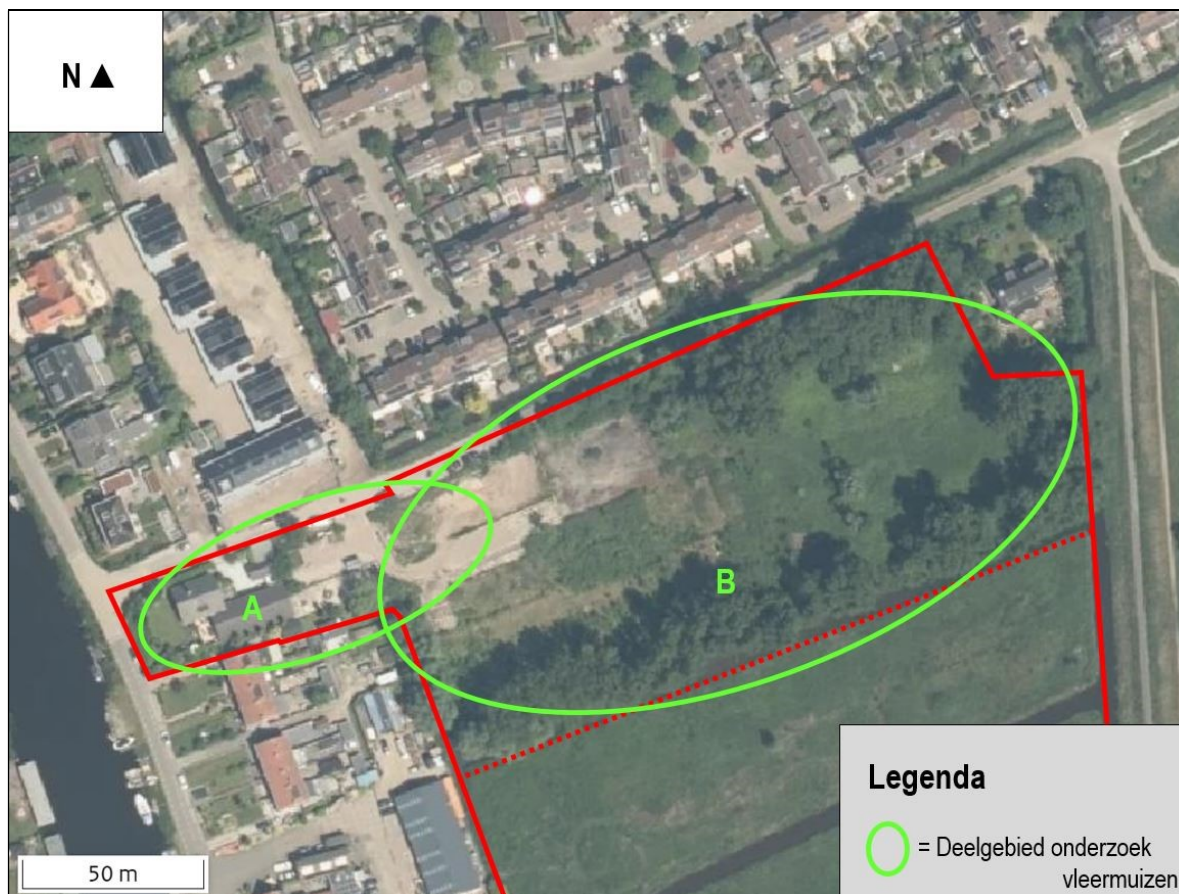 N ▲
A
B
Legenda
= Deelgebied onderzoek
vleermuizen
50 m